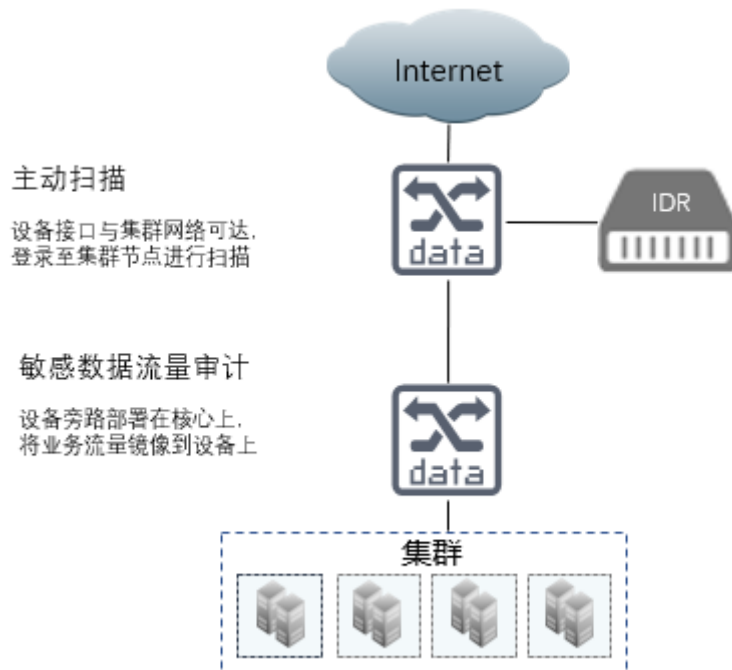 Internet
主动扫描
设备接口与集群网络可达，
登录至集群节点进行扫描
data
IDR
敏感数据流量审计
设备旁路部署在核心上，
将业务流量镜像到设备上
data
集群